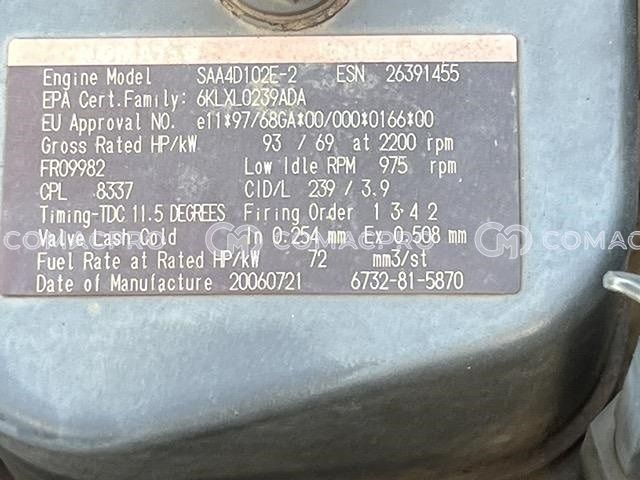 Engine Model SAA4D102E-2 ESN 26391455
EPA Cert.Family: 6KLXL0239ADA
EU Approval NO. e11*97/68GA*00/000*0166*00
Gross Rated HP/kW 93 / 69 at 2200 rpm
FR09982 Low Idle RPM 975 rpm
CPL 8337 CID/L 239 / 3.9
Timing-TDC 11.5 DEGREES Firing Order 1 3 4 2
Valve Lash Cold In 0.254 mm Ex 0.508 mm
COMACPRO COMACPRO COMACPRO
Fuel Rate at Rated HP/kW 72 mm3/st
Date of Manufacture 20060721 6732-81-5870